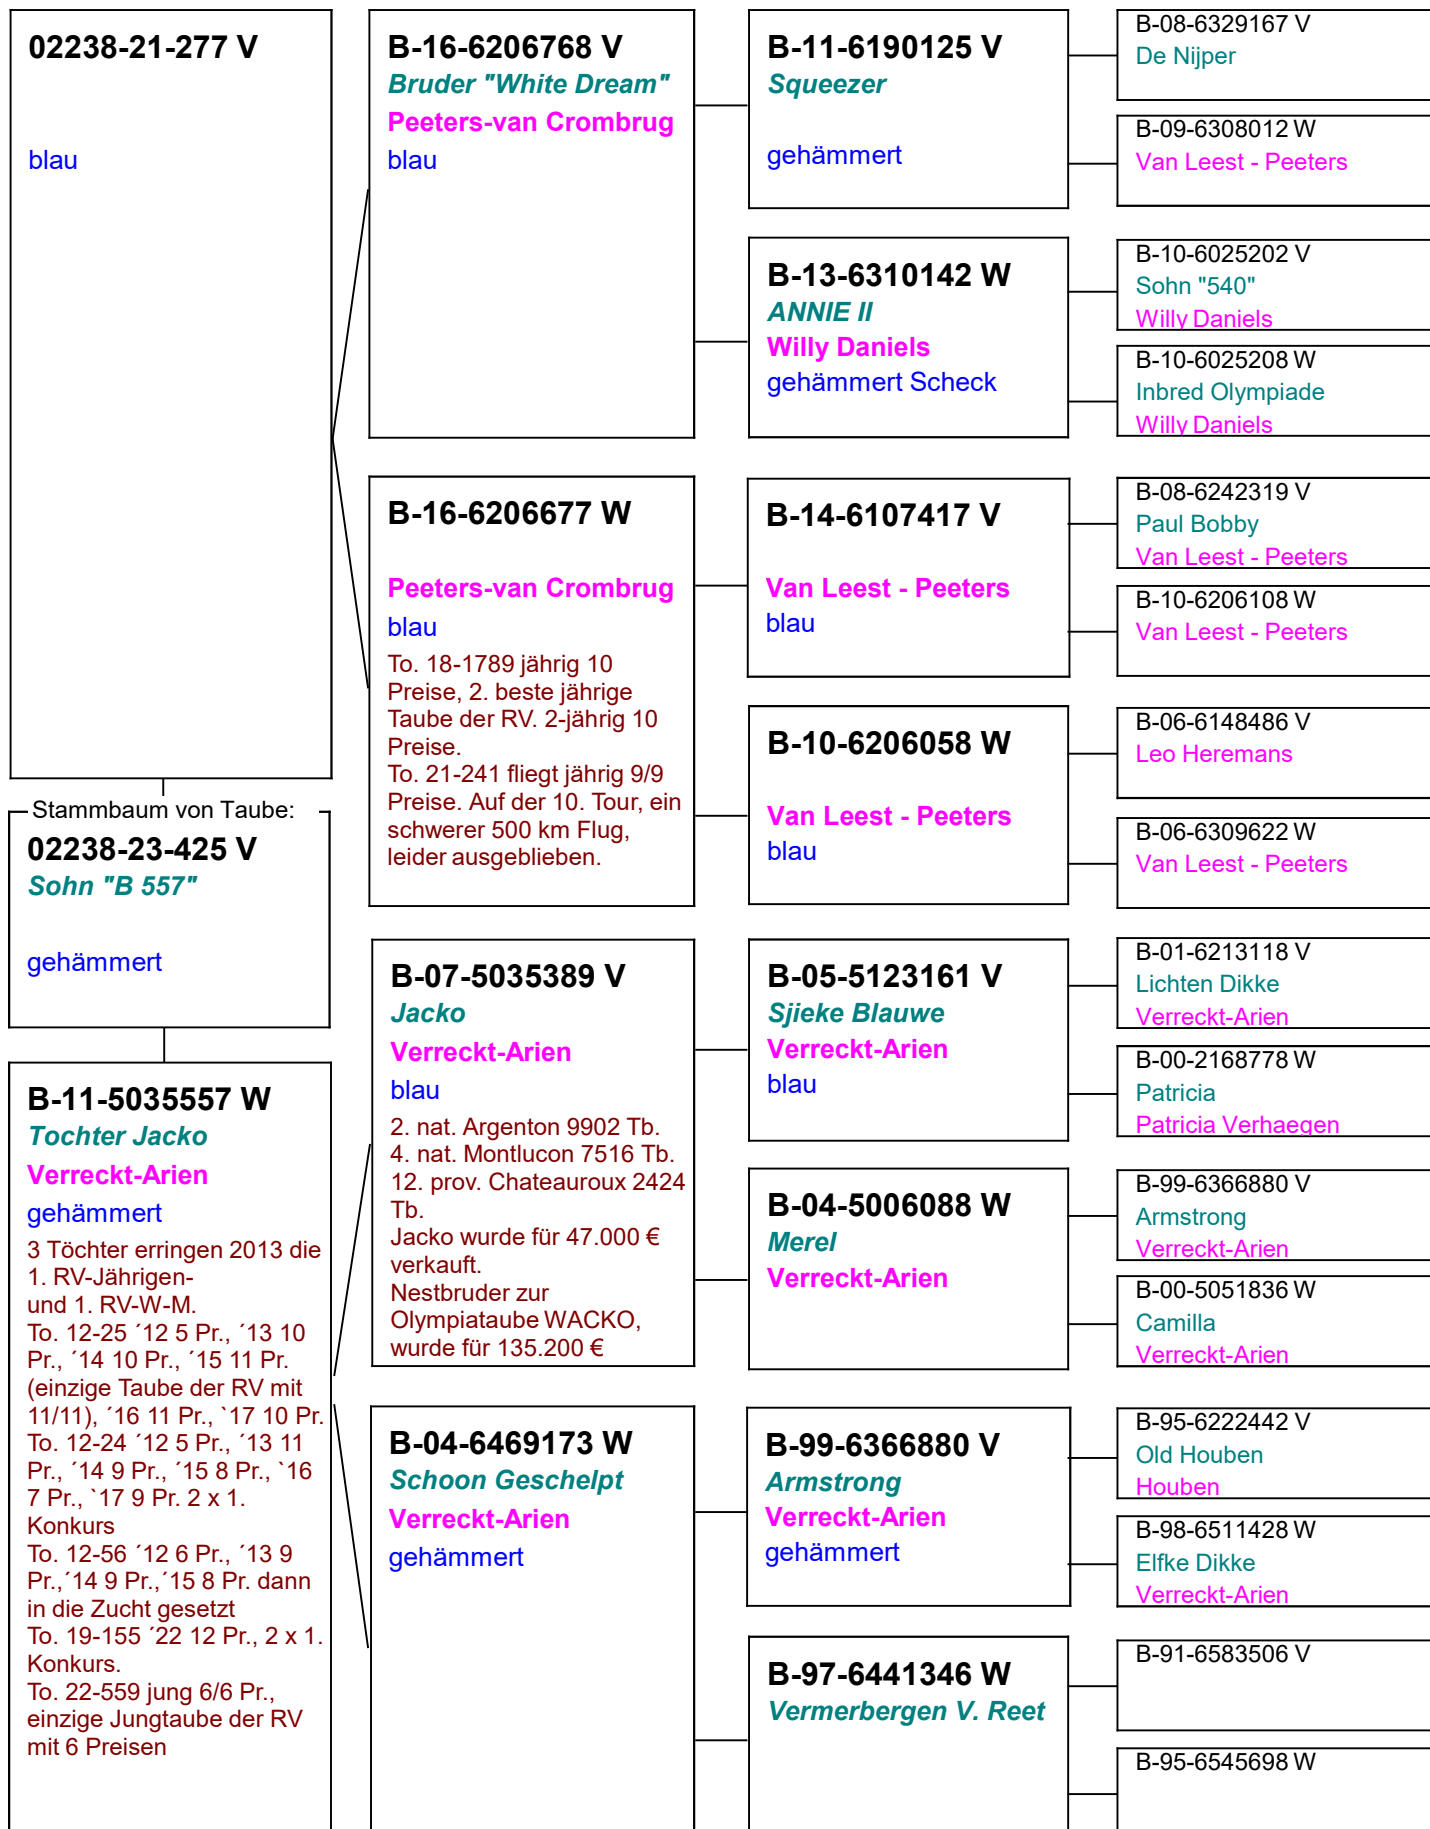 02238-21-277 V
blau
Stammbaum von Taube:
02238-23-425 V
Sohn "B 557"
gehämmert
B-11-5035557 W
Tochter Jacko
Verreckt-Arien
gehämmert
3 Töchter erringen 2013 die
1. RV-Jährigen-
und 1. RV-W-M.
To. 12-25 ´12 5 Pr., ´13 10
Pr., ´14 10 Pr., ´15 11 Pr.
(einzige Taube der RV mit
11/11), ´16 11 Pr., `17 10 Pr.
To. 12-24 ´12 5 Pr., ´13 11
Pr., ´14 9 Pr., ´15 8 Pr., `16
7 Pr., `17 9 Pr. 2 x 1.
Konkurs
To. 12-56 ´12 6 Pr., ´13 9
Pr.,´14 9 Pr.,´15 8 Pr. dann
in die Zucht gesetzt
To. 19-155 ´22 12 Pr., 2 x 1.
Konkurs.
To. 22-559 jung 6/6 Pr.,
einzige Jungtaube der RV
mit 6 Preisen
B-16-6206768 V
Bruder "White Dream"
Peeters-van Crombrug
blau
B-16-6206677 W
Peeters-van Crombrug
blau
To. 18-1789 jährig 10
Preise, 2. beste jährige
Taube der RV. 2-jährig 10
Preise.
To. 21-241 fliegt jährig 9/9
Preise. Auf der 10. Tour, ein
schwerer 500 km Flug,
leider ausgeblieben.
B-07-5035389 V
Jacko
Verreckt-Arien
blau
2. nat. Argenton 9902 Tb.
4. nat. Montlucon 7516 Tb.
12. prov. Chateauroux 2424
Tb.
Jacko wurde für 47.000 €
verkauft.
Nestbruder zur
Olympiataube WACKO,
wurde für 135.200 €
B-04-6469173 W
Schoon Geschelpt
Verreckt-Arien
gehämmert
B-11-6190125 V
Squeezer
gehämmert
B-13-6310142 W
ANNIE II
Willy Daniels
gehämmert Scheck
B-14-6107417 V
Van Leest - Peeters
blau
B-10-6206058 W
Van Leest - Peeters
blau
B-05-5123161 V
Sjieke Blauwe
Verreckt-Arien
blau
B-04-5006088 W
Merel
Verreckt-Arien
B-99-6366880 V
Armstrong
Verreckt-Arien
gehämmert
B-97-6441346 W
Vermerbergen V. Reet
B-08-6329167 V
De Nijper
B-09-6308012 W
Van Leest - Peeters
B-10-6025202 V
Sohn "540"
Willy Daniels
B-10-6025208 W
Inbred Olympiade
Willy Daniels
B-08-6242319 V
Paul Bobby
Van Leest - Peeters
B-10-6206108 W
Van Leest - Peeters
B-06-6148486 V
Leo Heremans
B-06-6309622 W
Van Leest - Peeters
B-01-6213118 V
Lichten Dikke
Verreckt-Arien
B-00-2168778 W
Patricia
Patricia Verhaegen
B-99-6366880 V
Armstrong
Verreckt-Arien
B-00-5051836 W
Camilla
Verreckt-Arien
B-95-6222442 V
Old Houben
Houben
B-98-6511428 W
Elfke Dikke
Verreckt-Arien
B-91-6583506 V
B-95-6545698 W